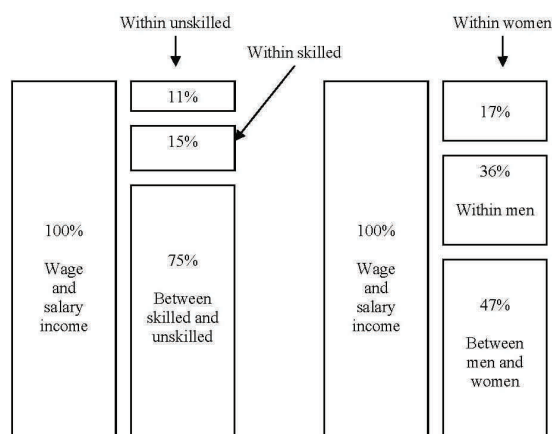 Within unskilled
Within skilled
11%
15%
100%
Wage
and
salary
income
75%
Between
skilled and
unskilled
Within women
17%
36%
Within men
100%
Wage
and
salary
income
47%
Between
men and
women